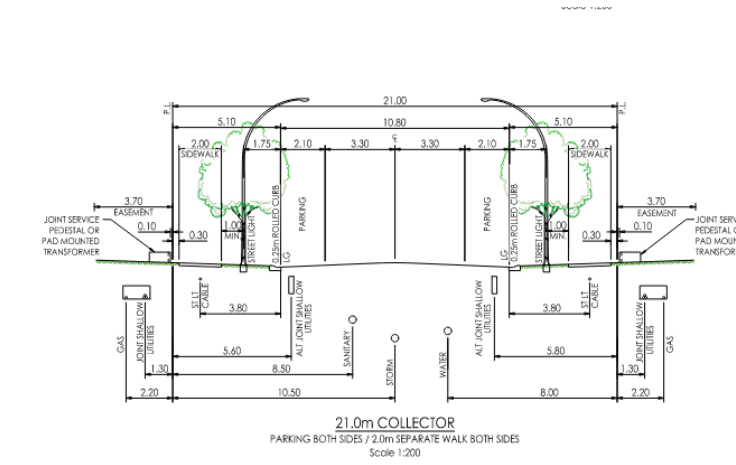 21.00
P.L.
P.L.
5.10
10.80
5.10
℄
2.00
1.75
2.10
3.30
3.30
2.10
1.75
2.00
SIDEWALK
SIDEWALK
3.70
EASEMENT
3.70
EASEMENT
JOINT SERVICE
PEDESTAL OR
PAD MOUNTED
TRANSFORMER
0.10
0.30
1.00
MIN.
STREET LIGHT
0.25m ROLLED CURB
LG
PARKING
PARKING
LG
0.25m ROLLED CURB
STREET LIGHT
1.00
MIN.
0.30
0.10
JOINT SERV
PEDESTAL O
PAD MOUN
TRANSFOR
ST LT
CABLE
3.80
ALT JOINT SHALLOW
UTILITIES
ALT JOINT SHALLOW
UTILITIES
3.80
ST LT
CABLE
GAS
JOINT SHALLOW
UTILITIES
SANITARY
STORM
WATER
JOINT SHALLOW
UTILITIES
GAS
5.60
5.80
1.30
8.50
1.30
2.20
10.50
8.00
2.20
21.0m COLLECTOR
PARKING BOTH SIDES / 2.0m SEPARATE WALK BOTH SIDES
Scale 1:200